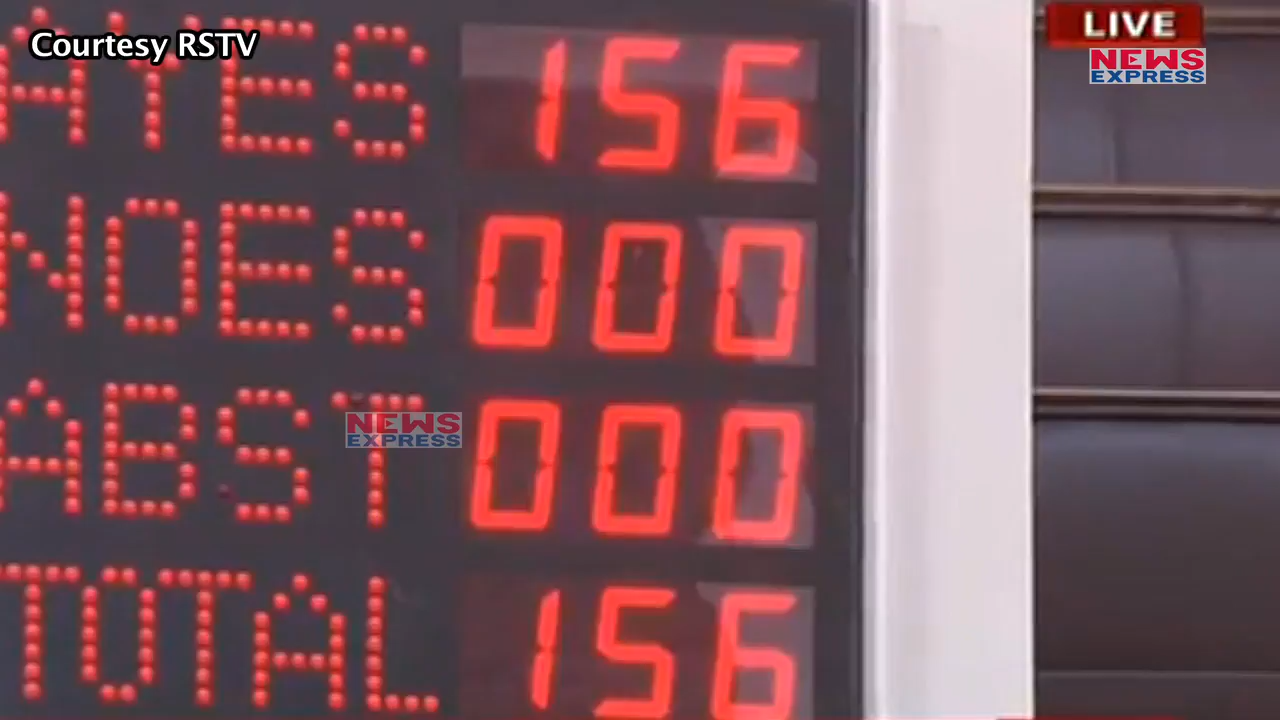 Courtesy RSTV
LIVE
NEWS
EXPRESS
AYES 156
NOES 000
ABST 000
NEWS
EXPRESS
TOTAL 156